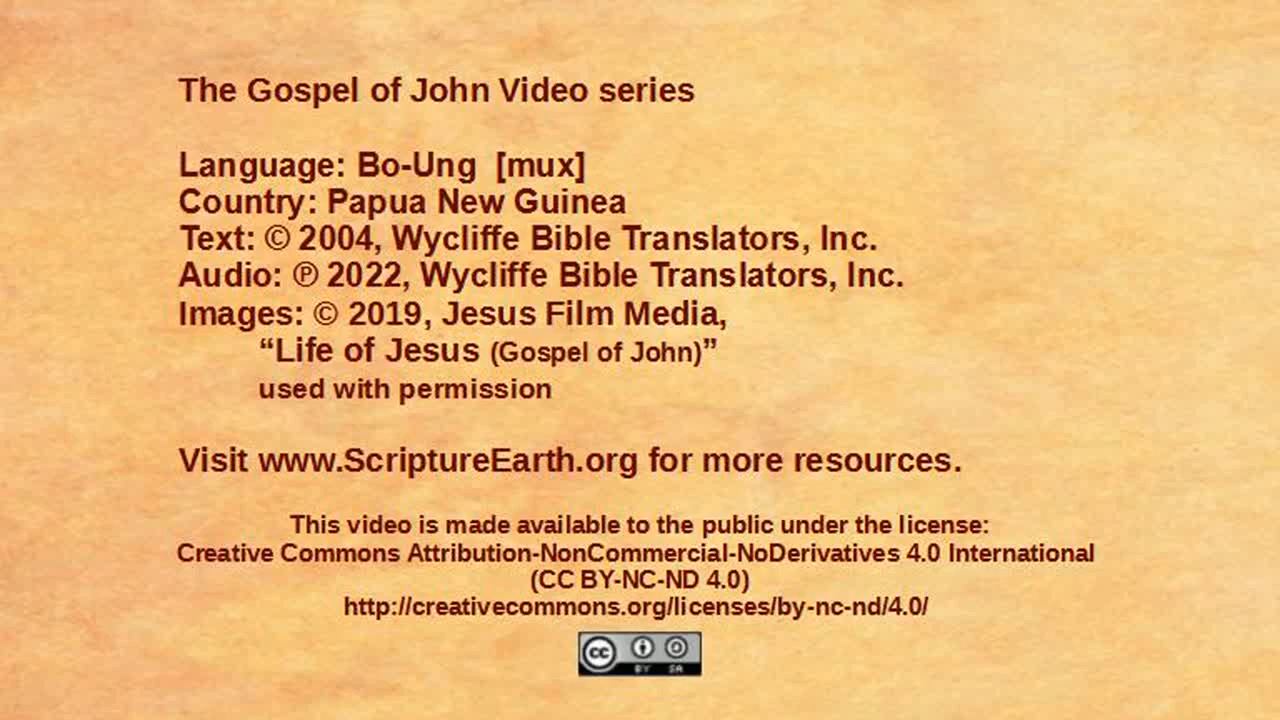 The Gospel of John Video series
Language: Bo-Ung [mux]
Country: Papua New Guinea
Text: © 2004, Wycliffe Bible Translators, Inc.
Audio: ℗ 2022, Wycliffe Bible Translators, Inc.
Images: © 2019, Jesus Film Media,
“Life of Jesus (Gospel of John)”
used with permission
Visit www.ScriptureEarth.org for more resources.
This video is made available to the public under the license:
Creative Commons Attribution-NonCommercial-NoDerivatives 4.0 International
(CC BY-NC-ND 4.0)
http://creativecommons.org/licenses/by-nc-nd/4.0/
cc
BY SA